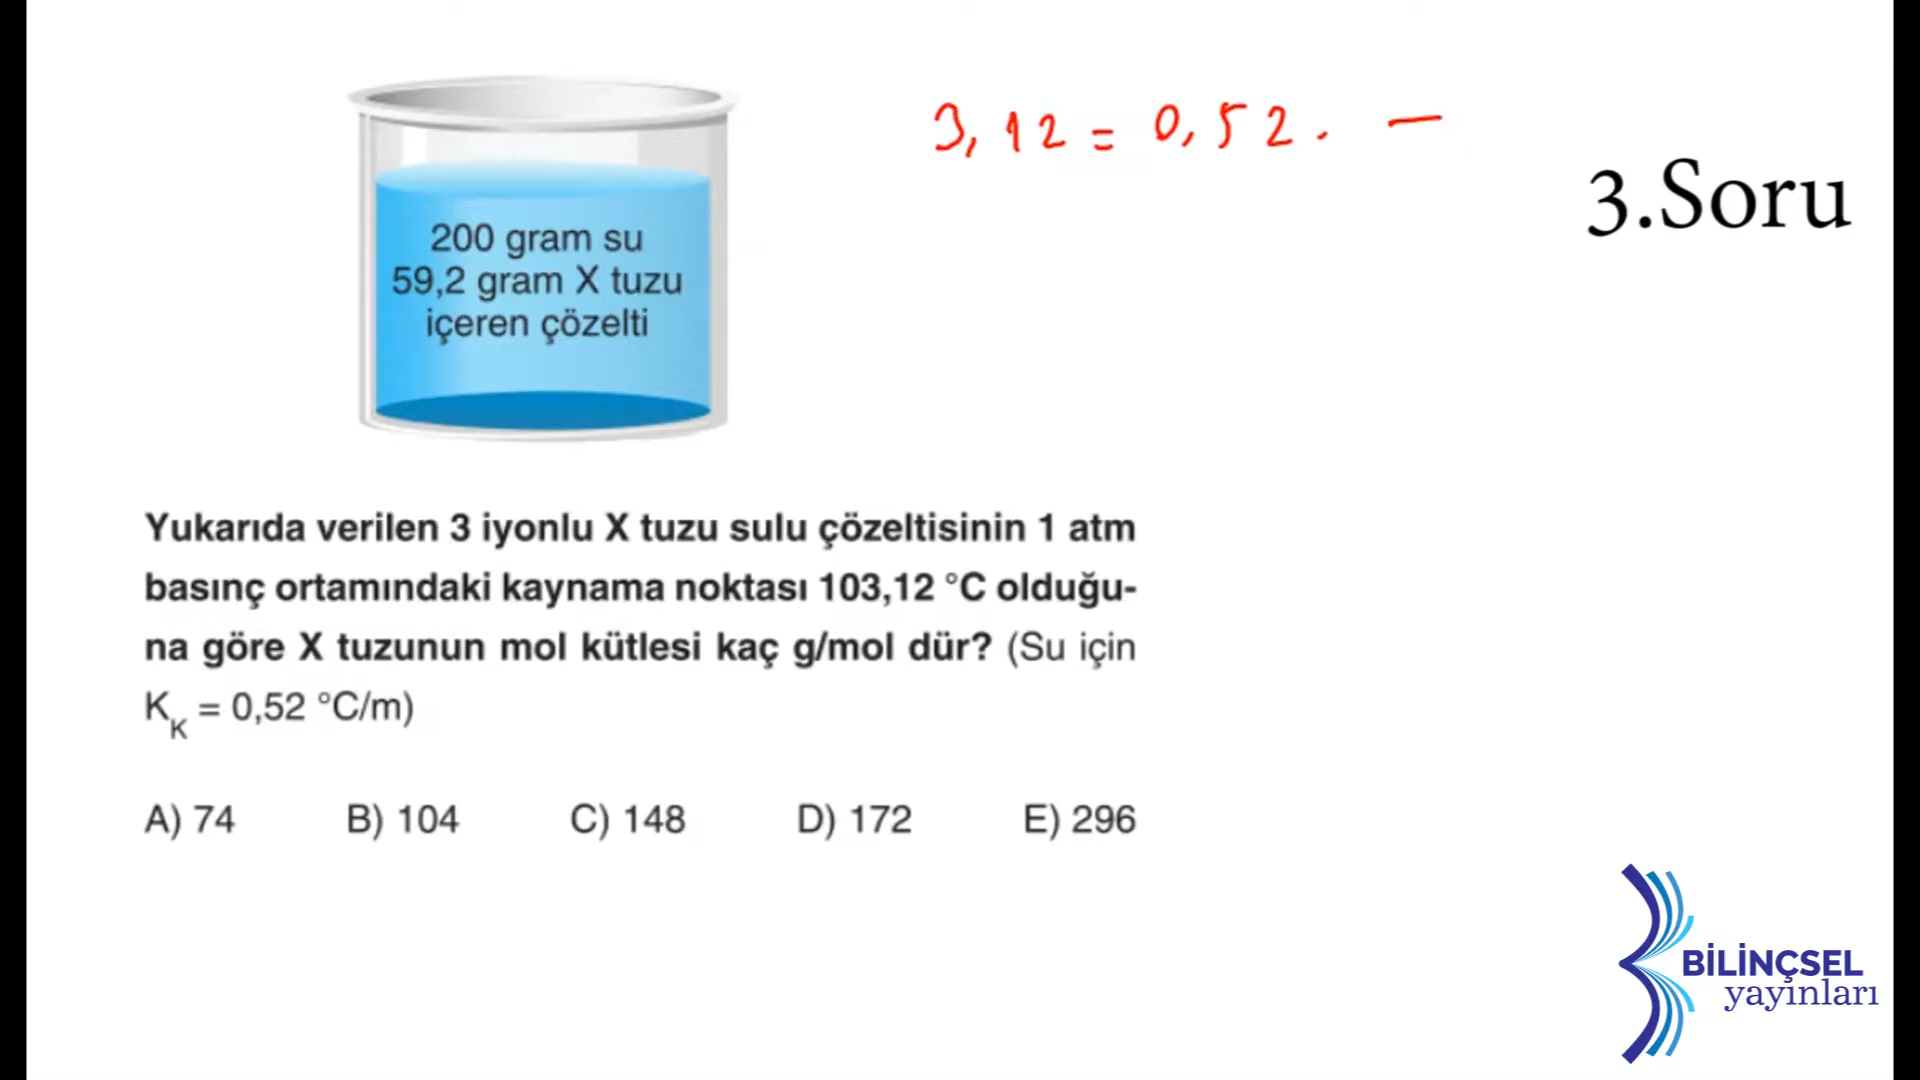 3,12 = 0,52. —
3.Soru
200 gram su
59,2 gram X tuzu
içeren çözelti
Yukarıda verilen 3 iyonlu X tuzu sulu çözeltisinin 1 atm
basınç ortamındaki kaynama noktası 103,12 °C olduğu-
na göre X tuzunun mol kütlesi kaç g/mol dür? (Su için
K_K = 0,52 °C/m)
A) 74 B) 104 C) 148 D) 172 E) 296
BİLİNÇSEL
yayınları